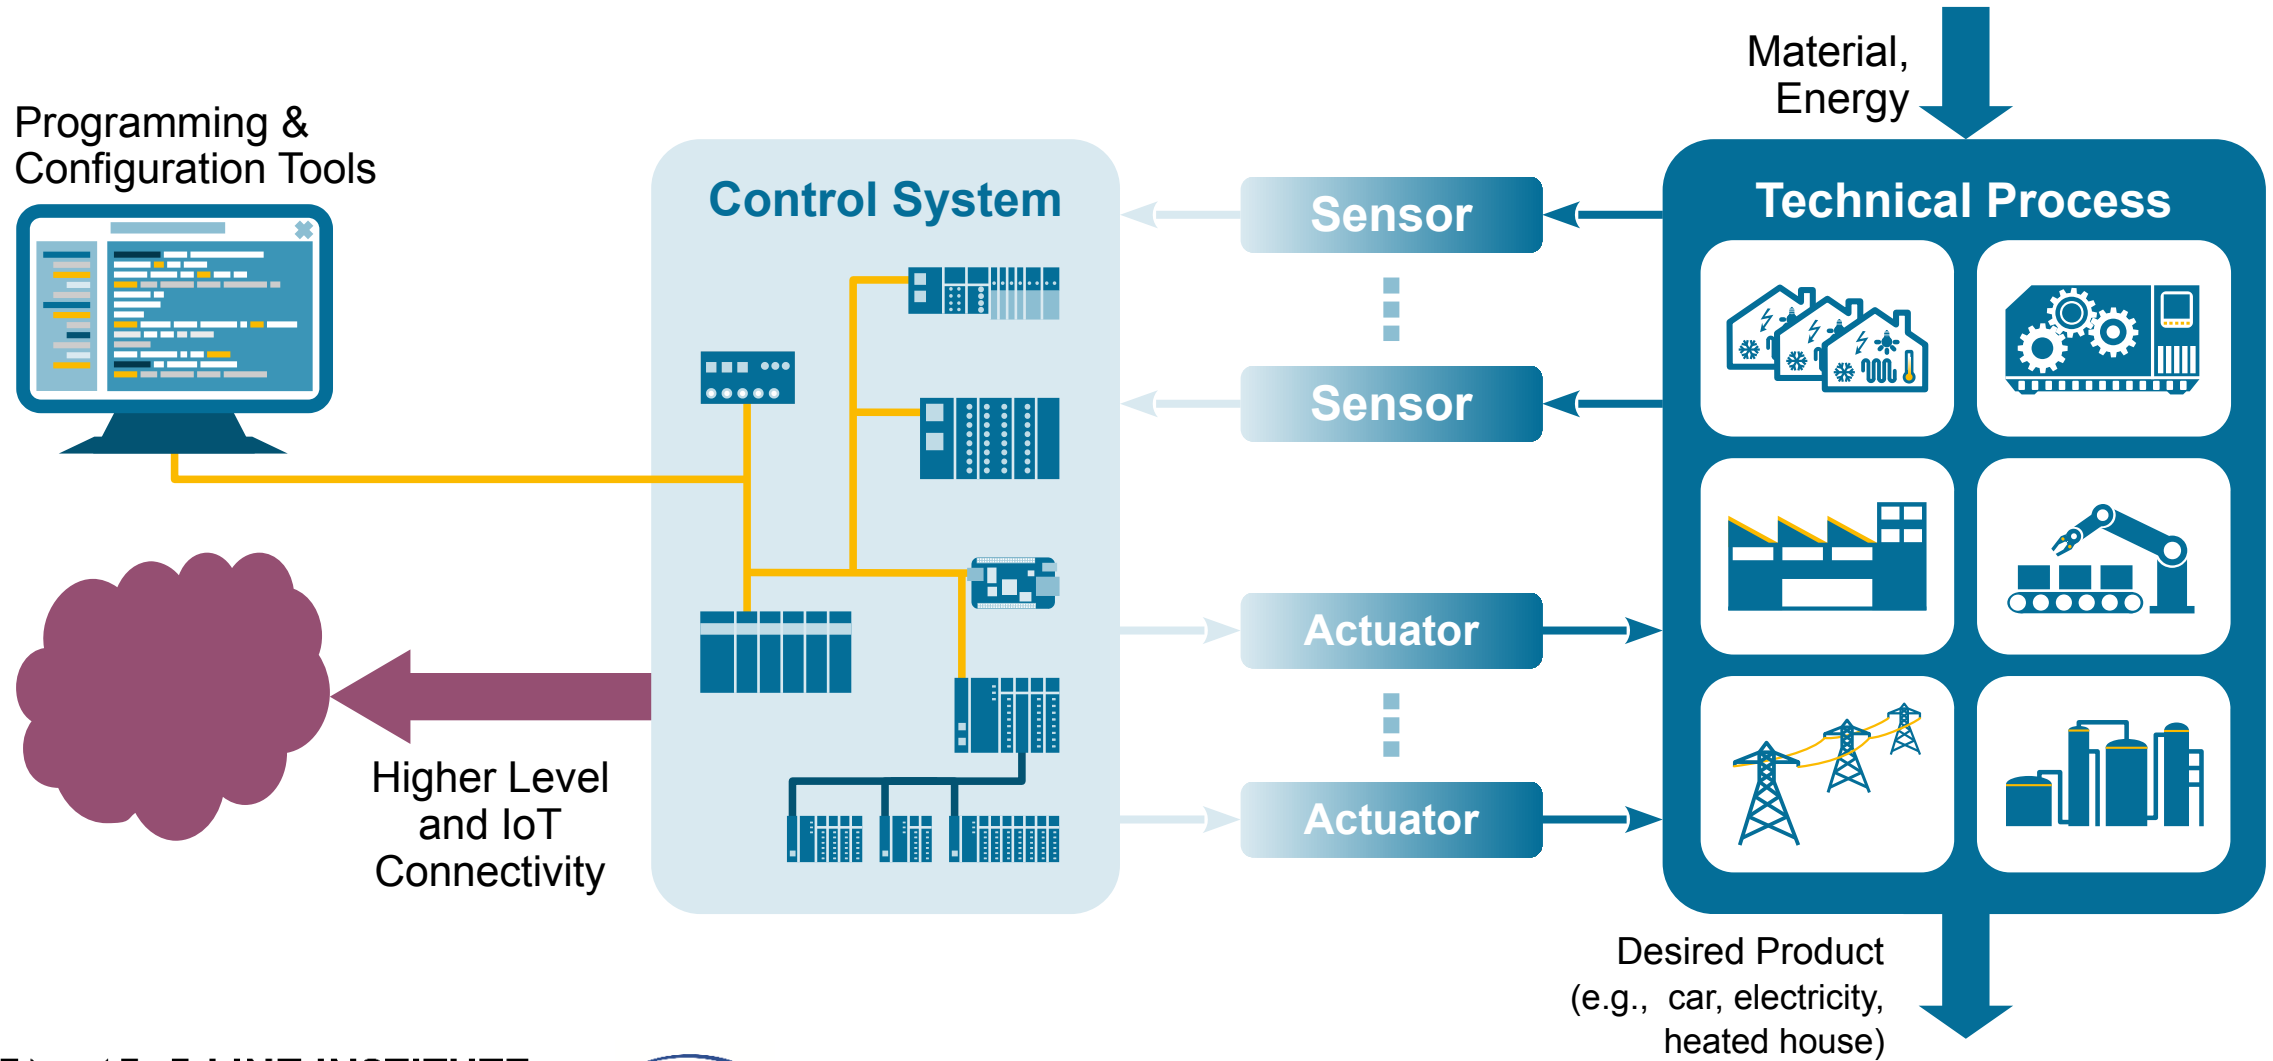 Material,
Energy
Programming &
Configuration Tools
Control System
Sensor
Technical Process
Sensor
Actuator
Actuator
Higher Level
and IoT
Connectivity
Desired Product
(e.g., car, electricity,
heated house)